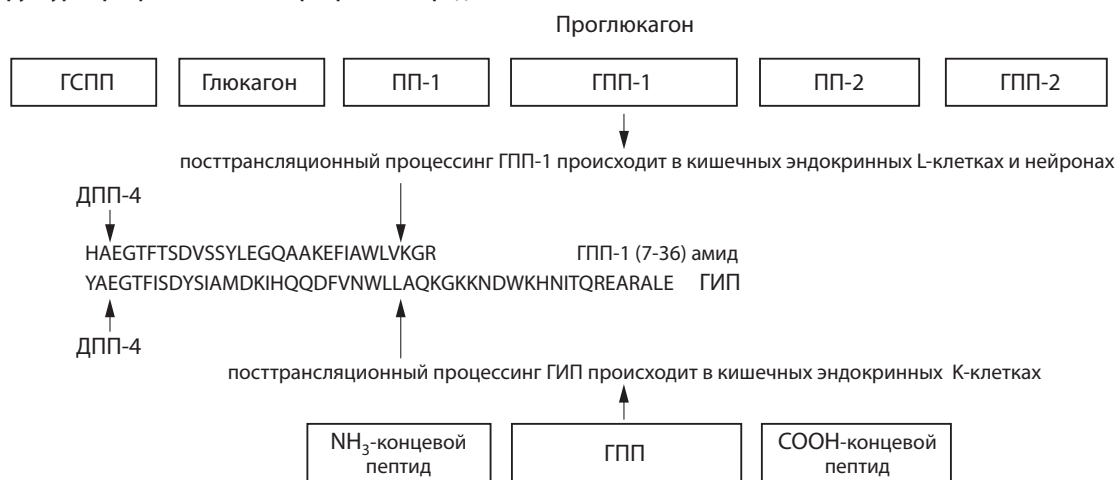 Проглюкагон
ГСПП Глюкагон ПП-1 ГПП-1 ПП-2 ГПП-2
посттрансляционный процессинг ГПП-1 происходит в кишечных эндокринных L-клетках и нейронах
ДПП-4
HAEGTFTSDVSSYLEGQAAKEFIAWLVKGR ГПП-1 (7-36) амид
YAEGTFISDYSIAMDKIHQQDFVNWLLAQKGKKNDWKHNITQREARALE ГИП
ДПП-4
посттрансляционный процессинг ГИП происходит в кишечных эндокринных К-клетках
NH₃-концевой
пептид
ГПП
СООН-концевой
пептид